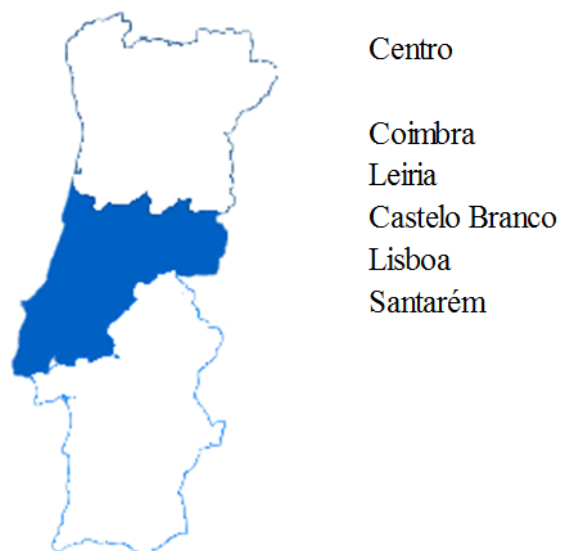 Centro
Coimbra
Leiria
Castelo Branco
Lisboa
Santarém